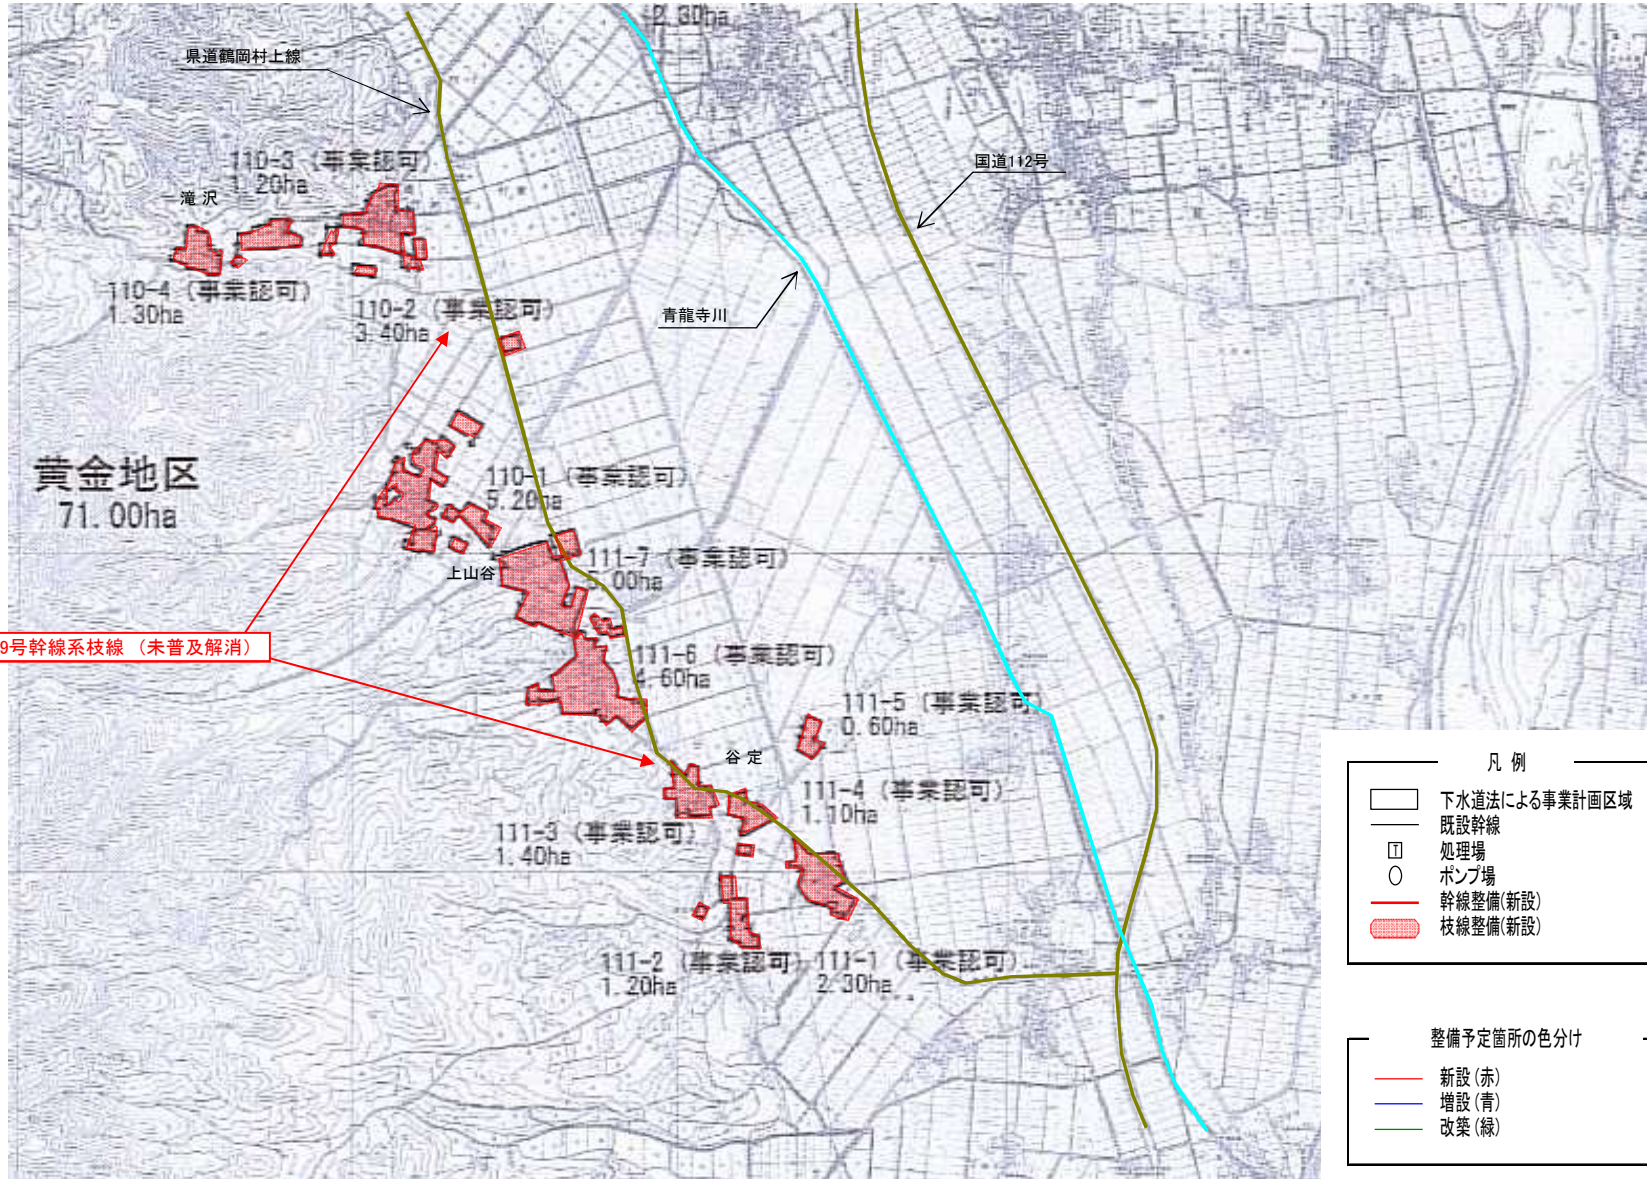 2.30ha
県道鶴岡村上線
国道112号
110-3 (事業認可)
1.20ha
滝沢
110-4 (事業認可)
1.30ha
110-2 (事業認可)
3.40ha
青龍寺川
黄金地区
71.00ha
110-1 (事業認可)
5.20ha
上山谷
111-7 (事業認可)
5.00ha
9号幹線系枝線 (未普及解消)
111-6 (事業認可)
4.60ha
111-5 (事業認可)
0.60ha
谷定
111-4 (事業認可)
1.10ha
111-3 (事業認可)
1.40ha
111-2 (事業認可)
1.20ha
111-1 (事業認可)
2.30ha
凡例
下水道法による事業計画区域
既設幹線
T 処理場
ポンプ場
幹線整備(新設)
枝線整備(新設)
整備予定箇所の色分け
新設(赤)
増設(青)
改築(緑)